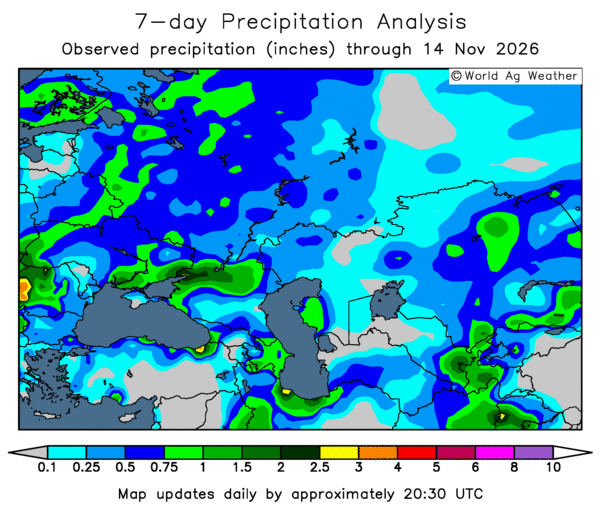 7-day Precipitation Analysis
Observed precipitation (inches) through 14 Nov 2026
© World Ag Weather
0.1 0.25 0.5 0.75 1 1.5 2 2.5 3 4 5 6 8 10
Map updates daily by approximately 20:30 UTC